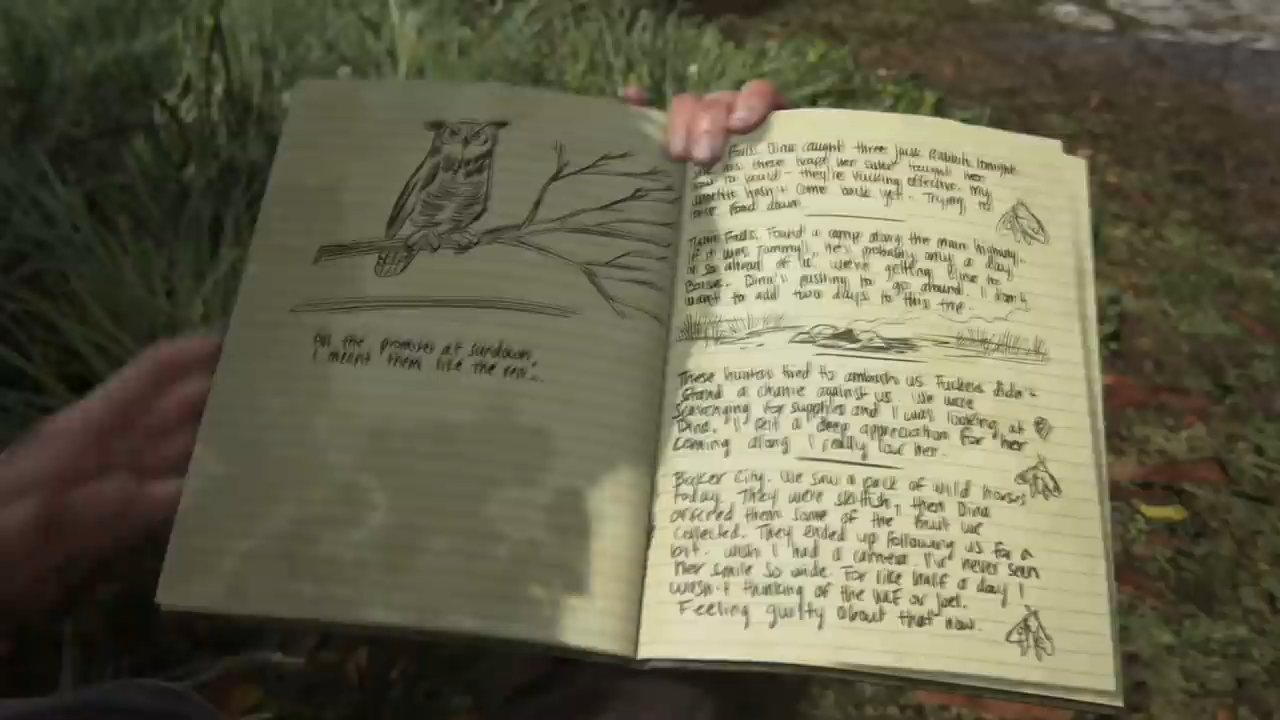 All the promises at sundown.
I meant them like the rest...
Falls. Dina caught three jack rabbits tonight.
She has these traps her sister taught her
how to build - they're fucking effective. My
appetite hasn't come back yet. Trying to
food down.
Twin Falls. Found a camp along the main highway.
If it was Tommy's, he's probably only a day
or so ahead of us. We're getting close to
Boise. Dina's pushing to go around. I don't
want to add two days to this trip.
These hunters tried to ambush us. Fuckers didn't
stand a chance against us. We were
scavenging for supplies and I was looking at
Dina. I felt a deep appreciation for her
coming along. I really love her.
Baker City. We saw a pack of wild horses
today. They were skittish, then Dina
offered them some of the fruit we
collected. They ended up following us for a
bit. Wish I had a camera. I've never seen
her smile so wide. For like half a day I
wasn't thinking of the WLF or Joel.
Feeling guilty about that now.